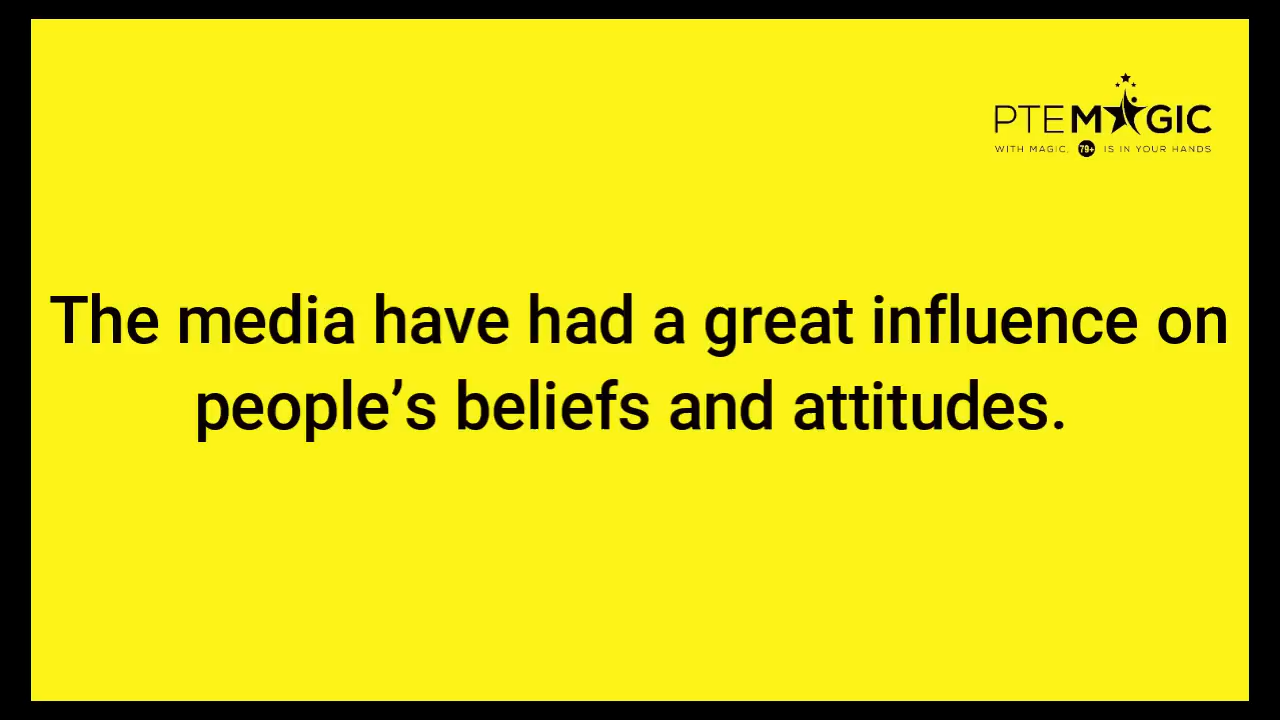 PTEMAGIC
WITH MAGIC, 79+ IS IN YOUR HANDS
The media have had a great influence on
people’s beliefs and attitudes.